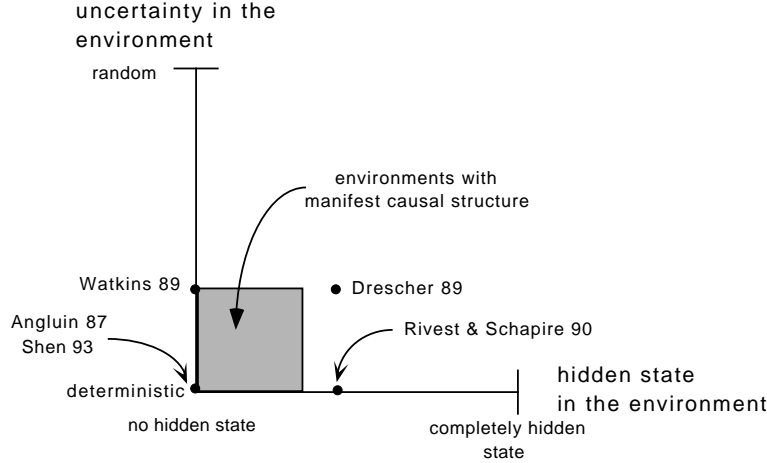 uncertainty in the
environment
random
environments with
manifest causal structure
Watkins 89
Drescher 89
Angluin 87
Shen 93
Rivest & Schapire 90
deterministic
hidden state
in the environment
no hidden state
completely hidden
state